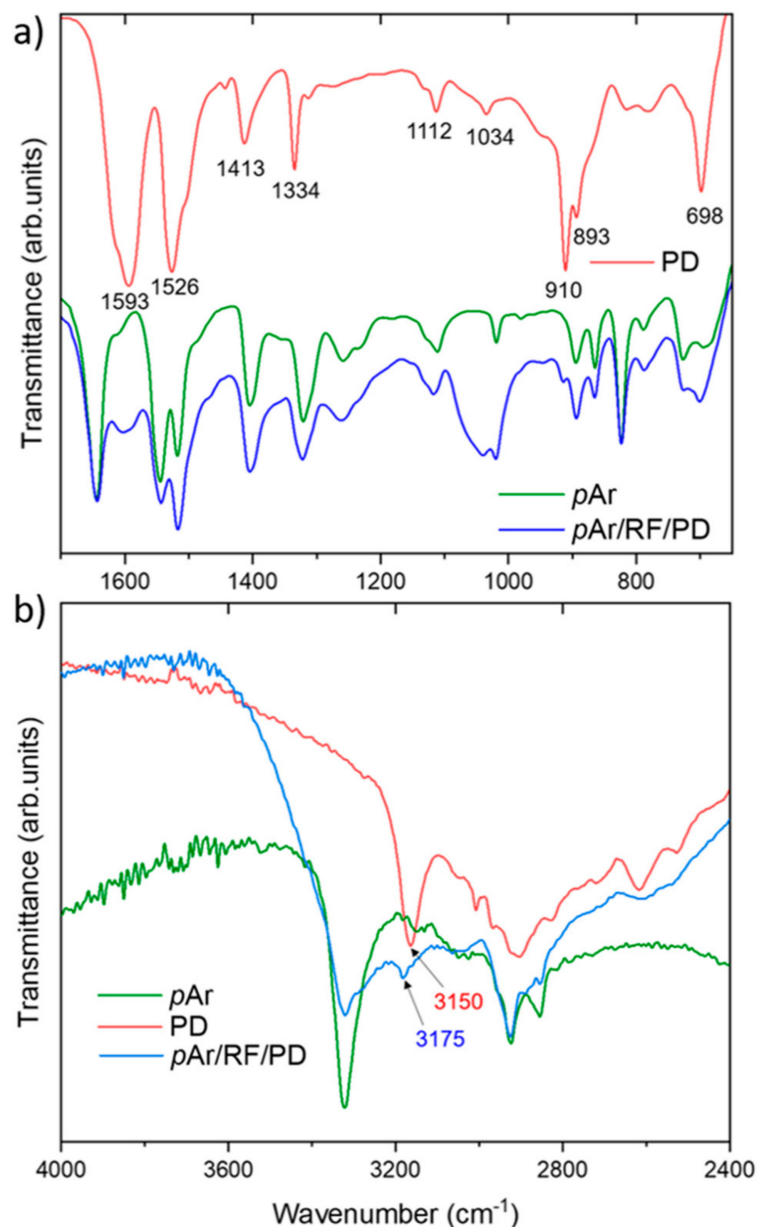 a)
Transmittance (arb.units)
1593
1526
1413
1334
1112
1034
910
893
698
PD
pAr
pAr/RF/PD
1600 1400 1200 1000 800
b)
Transmittance (arb.units)
pAr
PD
pAr/RF/PD
3150
3175
4000 3600 3200 2800 2400
Wavenumber (cm⁻¹)